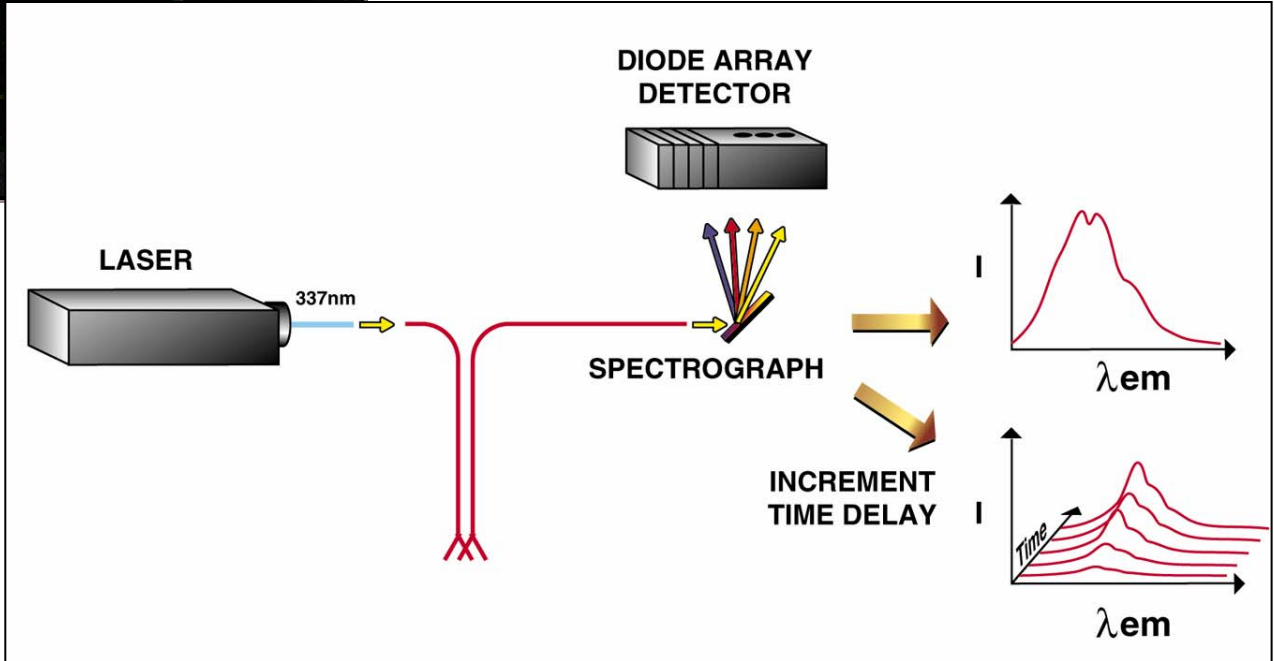 DIODE ARRAY
DETECTOR
LASER
337nm
SPECTROGRAPH
I
λem
INCREMENT
TIME DELAY
I
Time
λem